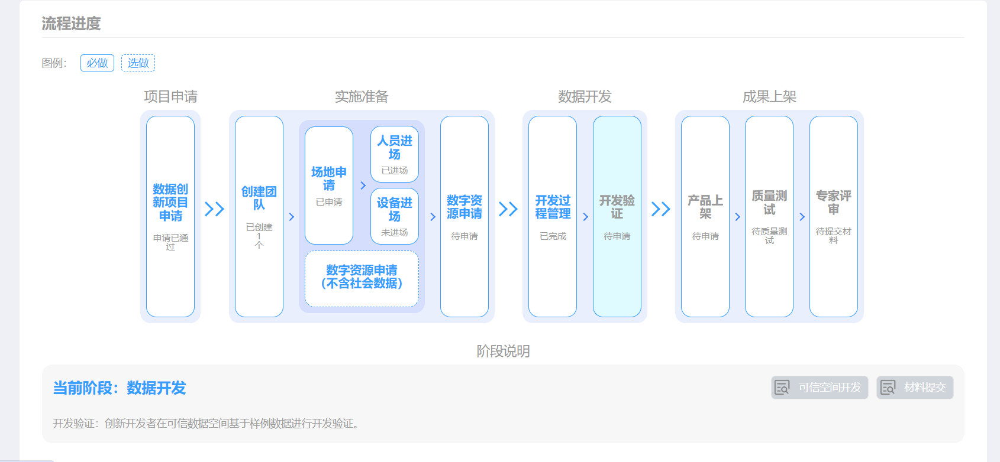 流程进度
图例：
必做
选做
项目申请
数据创
新项目
申请
申请已通
过
实施准备
创建团
队
已创建
1
个
场地申
请
已申请
人员进
场
已进场
设备进
场
未进场
数字资源申请
（不含社会数据）
数字资
源申请
待申请
数据开发
开发过
程管理
已完成
开发验
证
待申请
成果上架
产品上
架
待申请
质量测
试
待质量测
试
专家评
审
待提交材
料
阶段说明
当前阶段：数据开发
可信空间开发
材料提交
开发验证：创新开发者在可信数据空间基于样例数据进行开发验证。